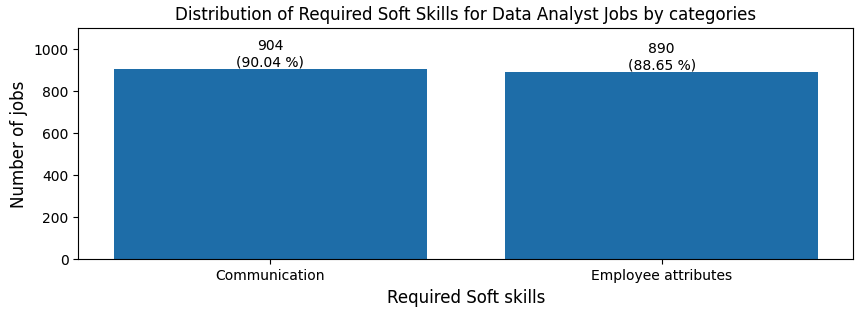 Distribution of Required Soft Skills for Data Analyst Jobs by categories
Number of jobs
1000
800
600
400
200
0
904
(90.04 %)
890
(88.65 %)
Communication
Employee attributes
Required Soft skills